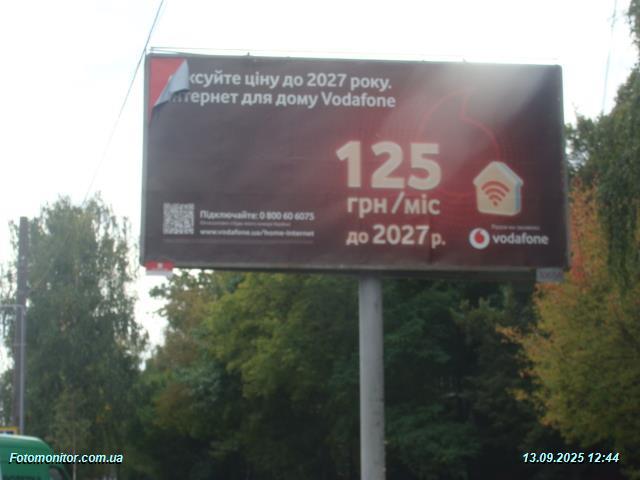 ксуйте ціну до 2027 року.
нтернет для дому Vodafone
125
грн/міс
до 2027 р.
Підключайте: 0 800 60 6075
www.vodafone.ua/home-internet
vodafone
Fotomonitor.com.ua
13.09.2025 12:44